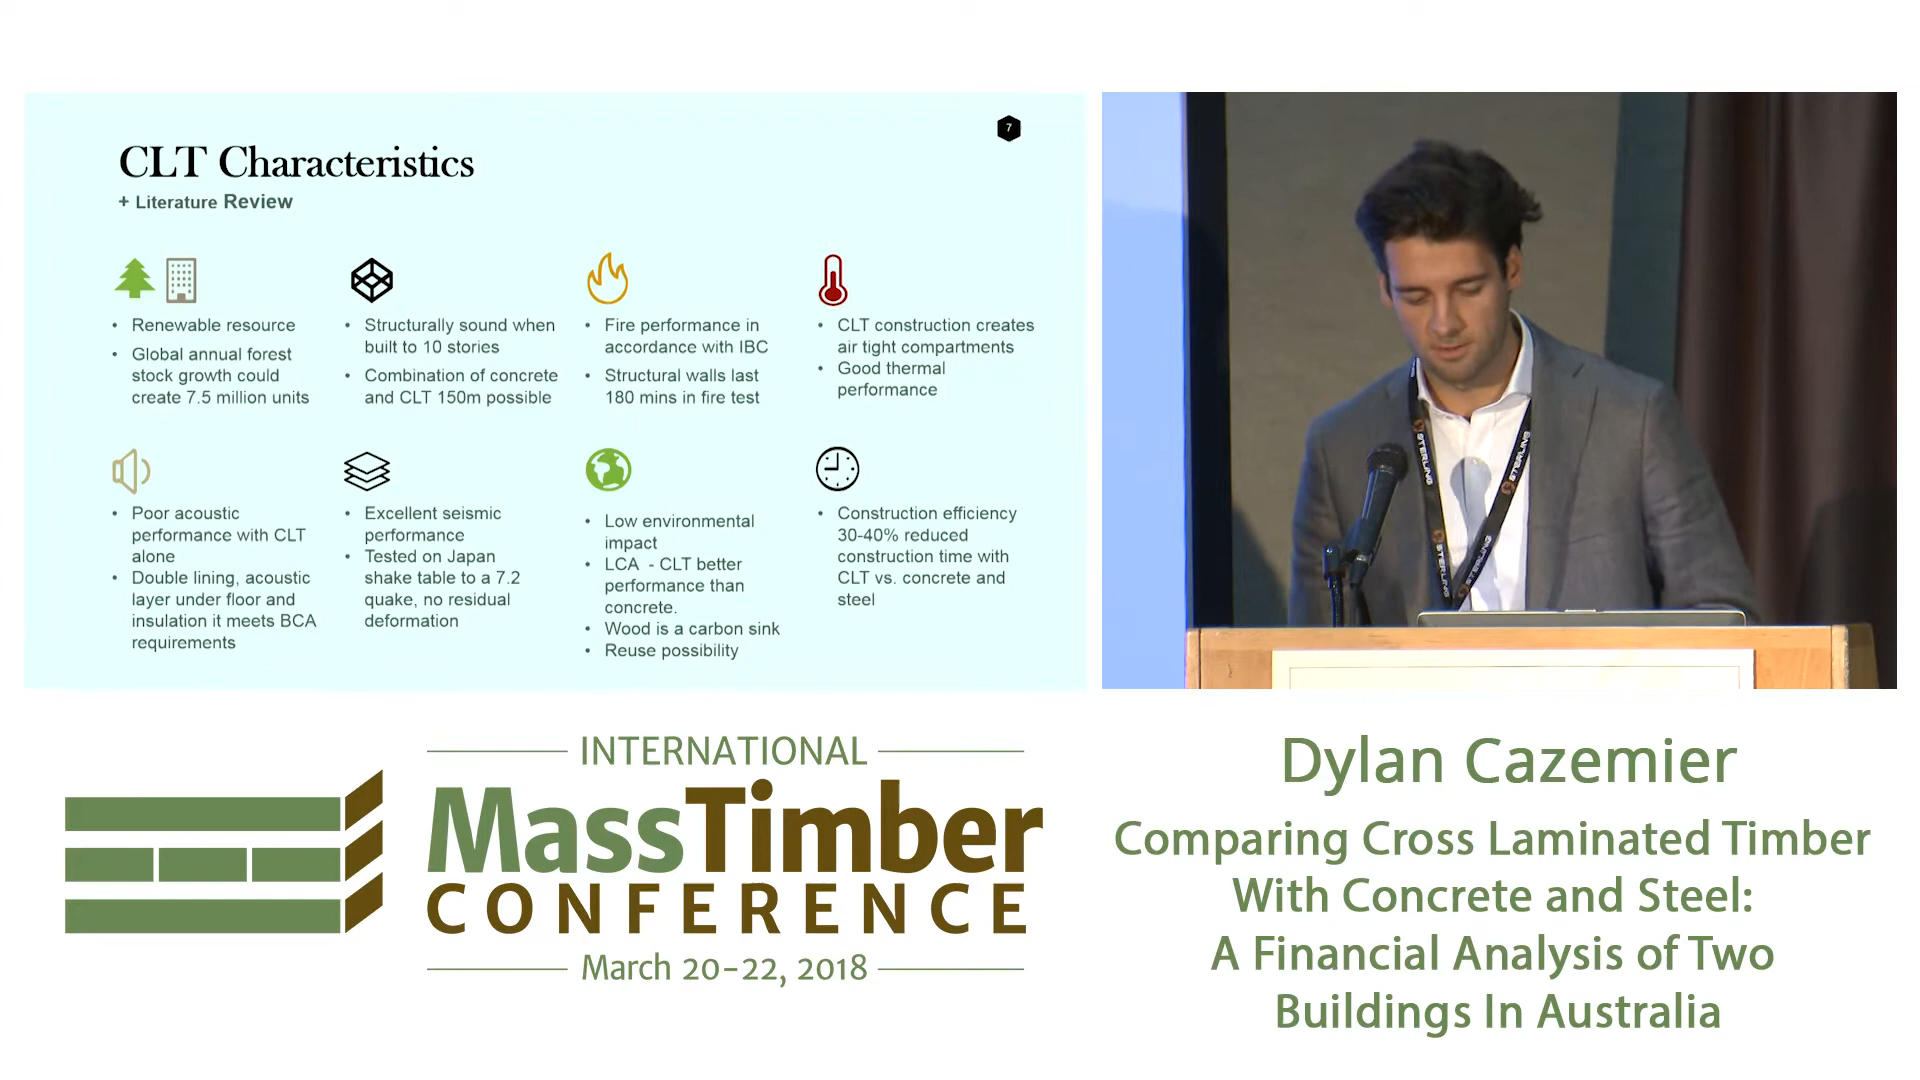 7
CLT Characteristics
+ Literature Review
• Renewable resource
• Global annual forest
stock growth could
create 7.5 million units
• Structurally sound when
built to 10 stories
• Combination of concrete
and CLT 150m possible
• Fire performance in
accordance with IBC
• Structural walls last
180 mins in fire test
• CLT construction creates
air tight compartments
• Good thermal
performance
• Poor acoustic
performance with CLT
alone
• Double lining, acoustic
layer under floor and
insulation it meets BCA
requirements
• Excellent seismic
performance
• Tested on Japan
shake table to a 7.2
quake, no residual
deformation
• Low environmental
impact
• LCA - CLT better
performance than
concrete.
• Wood is a carbon sink
• Reuse possibility
• Construction efficiency
30-40% reduced
construction time with
CLT vs. concrete and
steel
STERLING
STERLING
STERLING
STERLING
INTERNATIONAL
MassTimber
CONFERENCE
March 20-22, 2018
Dylan Cazemier
Comparing Cross Laminated Timber
With Concrete and Steel:
A Financial Analysis of Two
Buildings In Australia